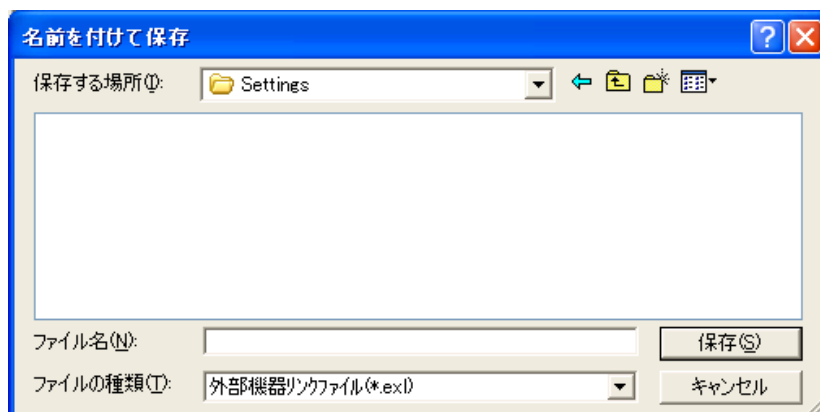 名前を付けて保存
保存する場所(I):
Settings
ファイル名(N):
保存(S)
ファイルの種類(T):
外部機器リンクファイル(*.exl)
キャンセル